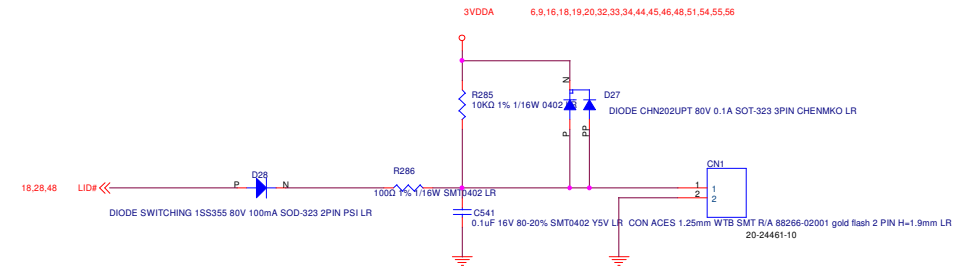 3VDDA 6,9,16,18,19,20,32,33,34,44,45,46,48,51,54,55,56
N
R285
10KΩ 1% 1/16W 0402
D27
DIODE CHN202UPT 80V 0.1A SOT-323 3PIN CHENMKO LR
P
PP
CN1
D28
R286
18,28,48 LID#
P
N
100Ω 1% 1/16W SMT0402 LR
1
1
2
2
DIODE SWITCHING 1SS355 80V 100mA SOD-323 2PIN PSI LR
C541
0.1uF 16V 80-20% SMT0402 Y5V LR
CON ACES 1.25mm WTB SMT R/A 88266-02001 gold flash 2 PIN H=1.9mm LR
20-24461-10